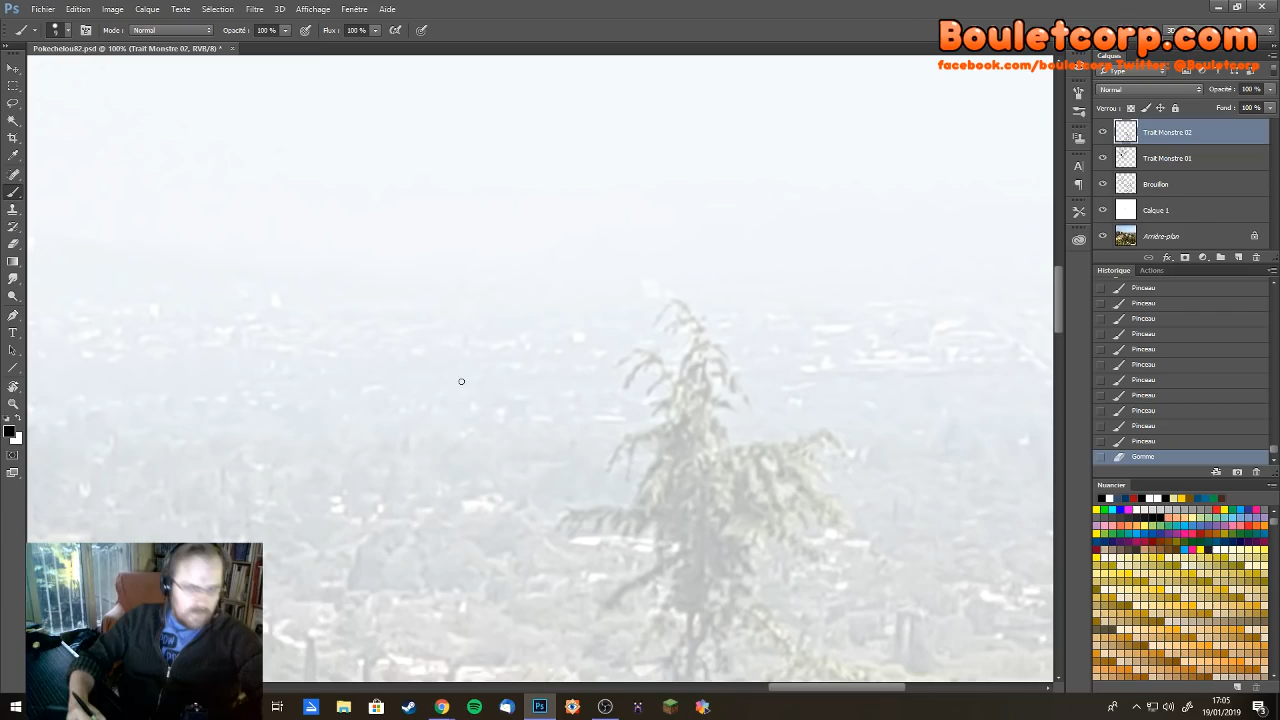 Ps Fichier Edition Image Calque Texte Sélection Filtre 3D Affichage Fenêtre Aide
Mode : Normal Opacité : 100 % Flux : 100 %
Bouletcorp.com
facebook.com/bouletcorp Twitter: @Bouletcorp
Pokechelou82.psd @ 100% (Trait Monstre 02, RVB/8) *
Calques
Type
Normal Opacité : 100 %
Verrou : Fond : 100 %
Trait Monstre 02
Trait Monstre 01
Brouillon
Calque 1
Arrière-plan
Historique Actions
Pinceau
Pinceau
Pinceau
Pinceau
Pinceau
Pinceau
Pinceau
Pinceau
Pinceau
Pinceau
Pinceau
Gomme
Nuancier
17:05
19/01/2019